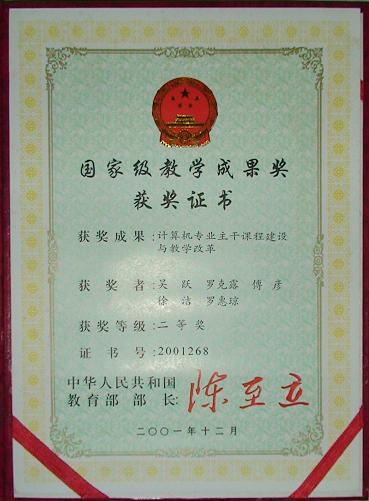 国家级教学成果奖
获奖证书
获奖成果:计算机专业主干课程建设
与教学改革
获奖者:吴跃 罗克露 傅彦
徐洁 罗惠琼
获奖等级:二等奖
证书号:2001268
中华人民共和国
教育部部长:陈至立
二〇〇一年十二月